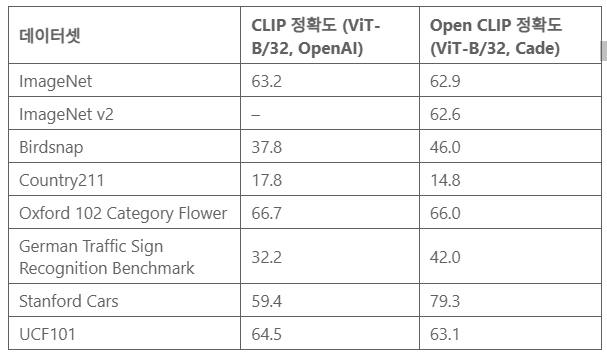 데이터셋
CLIP 정확도 (ViT-
B/32, OpenAI)
Open CLIP 정확도
(ViT-B/32, Cade)
ImageNet
63.2
62.9
ImageNet v2
–
62.6
Birdsnap
37.8
46.0
Country211
17.8
14.8
Oxford 102 Category Flower
66.7
66.0
German Traffic Sign
Recognition Benchmark
32.2
42.0
Stanford Cars
59.4
79.3
UCF101
64.5
63.1